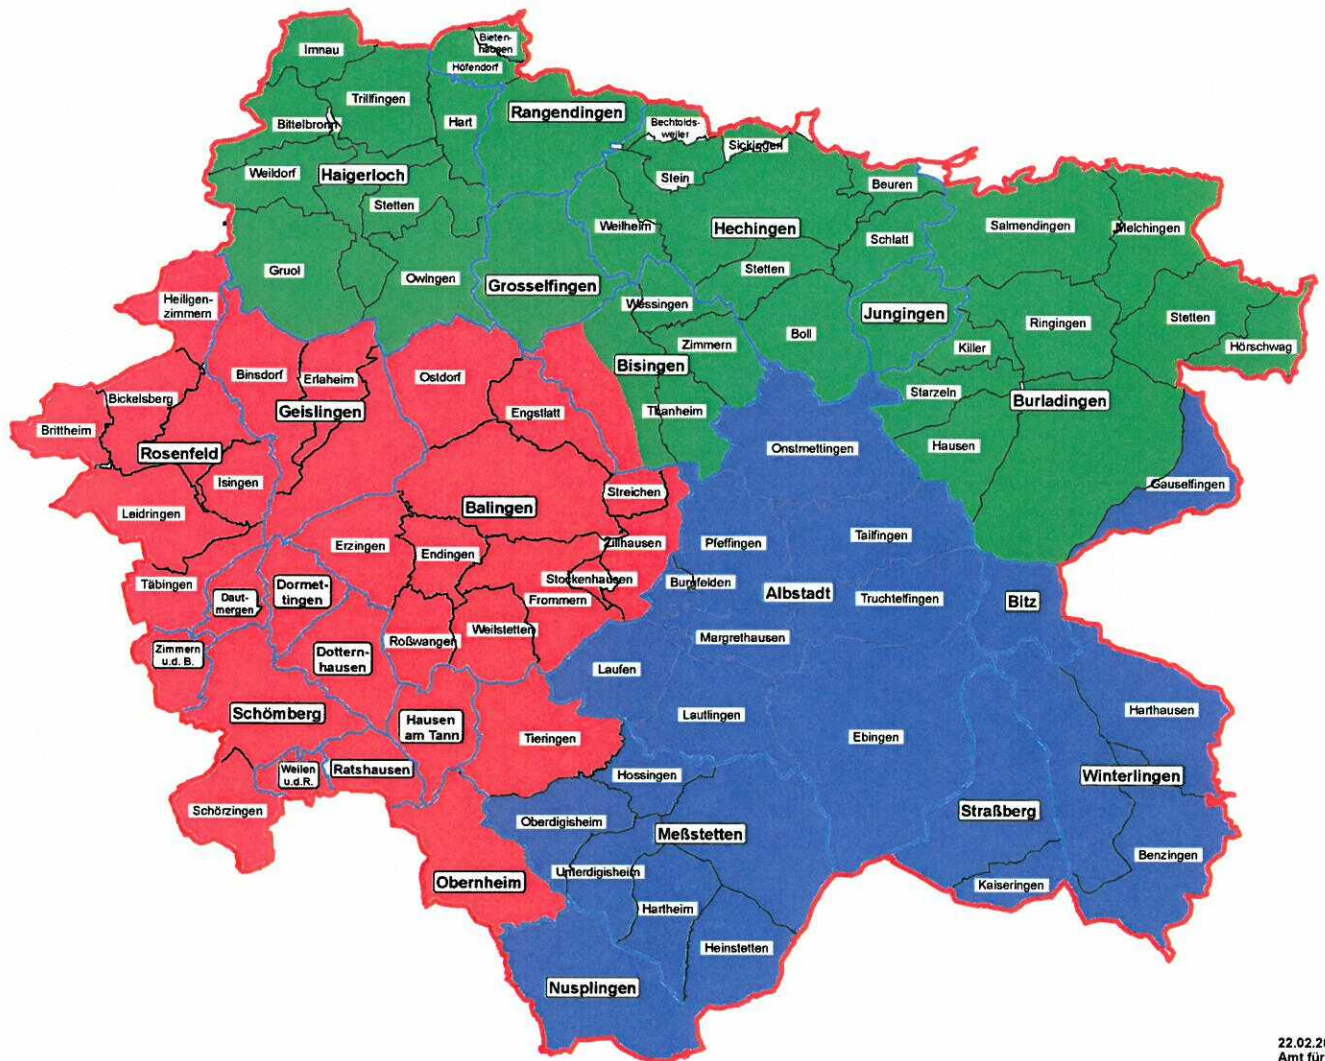 Imnau
Bieten-
hausen
Höfendorf
Trillfingen
Hart
Rangendingen
Bittelbronn
Bechtolds-
weiler
Sickingen
Weildorf
Haigerloch
Stein
Beuren
Stetten
Weilheim
Hechingen
Salmendingen
Melchingen
Schlatt
Gruol
Owingen
Grosselfingen
Stetten
Heiligen-
zimmern
Wessingen
Boll
Jungingen
Ringingen
Stetten
Zimmern
Killer
Hörschwag
Binsdorf
Erlaheim
Ostdorf
Bisingen
Bickelsberg
Geislingen
Engstlatt
Thanheim
Starzeln
Burladingen
Brittheim
Rosenfeld
Onstmettingen
Hausen
Isingen
Streichen
Gauselfingen
Leidringen
Balingen
Erzingen
Endingen
Zillhausen
Pfeffingen
Tailfingen
Täbingen
Dormet-
tingen
Stockenhausen
Burgfelden
Albstadt
Truchtelfingen
Bitz
Daut-
mergen
Frommern
Roßwangen
Weilstetten
Margrethausen
Zimmern
u.d. B.
Dottern-
hausen
Laufen
Schömberg
Hausen
am Tann
Tieringen
Lautlingen
Ebingen
Harthausen
Weilen
u.d.R.
Ratshausen
Hossingen
Winterlingen
Schörzingen
Oberdigisheim
Meßstetten
Straßberg
Benzingen
Obernheim
Unterdigisheim
Kaiseringen
Hartheim
Heinstetten
Nusplingen
22.02.2
Amt für